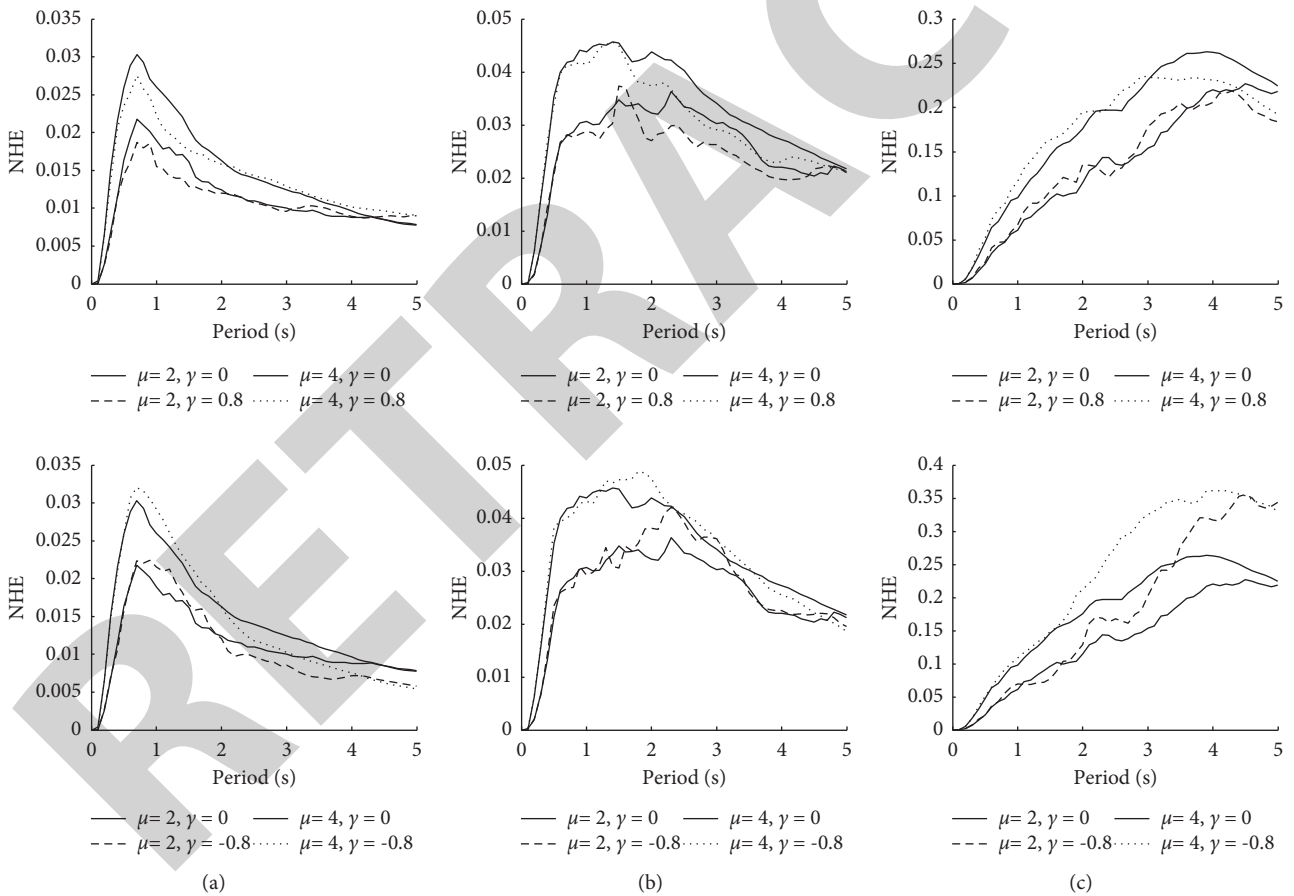 0.035
0.03
0.025
0.02
0.015
0.01
0.005
0
NHE
0 1 2 3 4 5
Period (s)
μ= 2, γ = 0 μ= 4, γ = 0
μ= 2, γ = 0.8 μ= 4, γ = 0.8
0.05
0.04
0.03
0.02
0.01
0
NHE
0 1 2 3 4 5
Period (s)
μ= 2, γ = 0 μ= 4, γ = 0
μ= 2, γ = 0.8 μ= 4, γ = 0.8
0.3
0.25
0.2
0.15
0.1
0.05
0
NHE
0 1 2 3 4 5
Period (s)
μ= 2, γ = 0 μ= 4, γ = 0
μ= 2, γ = 0.8 μ= 4, γ = 0.8
0.035
0.03
0.025
0.02
0.015
0.01
0.005
0
NHE
0 1 2 3 4 5
Period (s)
μ= 2, γ = 0 μ= 4, γ = 0
μ= 2, γ = -0.8 μ= 4, γ = -0.8
(a)
0.05
0.04
0.03
0.02
0.01
0
NHE
0 1 2 3 4 5
Period (s)
μ= 2, γ = 0 μ= 4, γ = 0
μ= 2, γ = -0.8 μ= 4, γ = -0.8
(b)
0.4
0.35
0.3
0.25
0.2
0.15
0.1
0.05
0
NHE
0 1 2 3 4 5
Period (s)
μ= 2, γ = 0 μ= 4, γ = 0
μ= 2, γ = -0.8 μ= 4, γ = -0.8
(c)
RETRAC